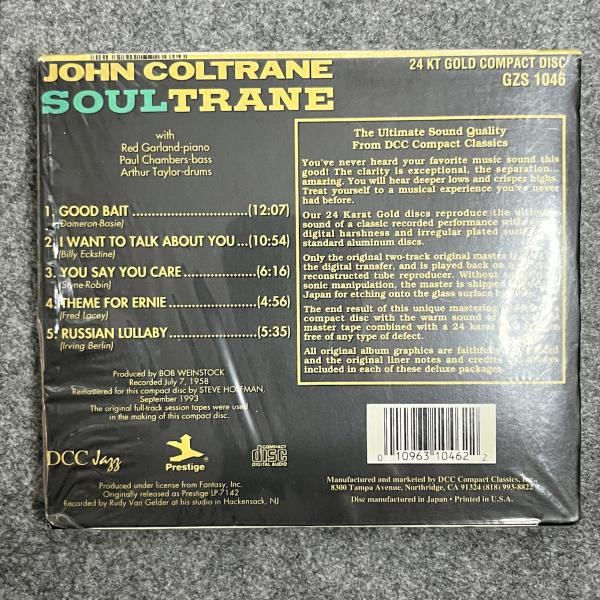 JOHN COLTRANE
SOULTRANE
24 KT GOLD COMPACT DISC
GZS 1046
with
Red Garland-piano
Paul Chambers-bass
Arthur Taylor-drums
1. GOOD BAIT ...................(12:07)
(Dameron-Basie)
2. I WANT TO TALK ABOUT YOU ...(10:54)
(Billy Eckstine)
3. YOU SAY YOU CARE ............(6:16)
(Styne-Robin)
4. THEME FOR ERNIE ..............(4:56)
(Fred Lacey)
5. RUSSIAN LULLABY .............(5:35)
(Irving Berlin)
Produced by BOB WEINSTOCK
Recorded July 7, 1958
Remastered for this compact disc by STEVE HOFFMAN,
September 1993
The original full-track session tapes were used
in the making of this compact disc.
The Ultimate Sound Quality
From DCC Compact Classics
You've never heard your favorite music sound this
good! The clarity is exceptional, the separation...
amazing. You will hear deeper lows and crisper highs.
Treat yourself to a musical experience you've never
had before.
Our 24 Karat Gold discs reproduce the
sound of a classic recorded performance
digital harshness and irregular plated
standard aluminum discs.
Only the original two-track original master
the digital transfer, and is played back on a
reconstructed tube reproducer. Without
sonic manipulation, the master is shipped
Japan for etching onto the glass surface
The end result of this unique mastering
compact disc with the warm sound of
master tape combined with a 24 karat
free of any type of defect.
All original album graphics are
and the original liner notes and credits always
included in each of these deluxe packages.
0 10963 10462 2
DCC Jazz
Prestige
COMPACT
disc
DIGITAL AUDIO
Produced under license from Fantasy, Inc.
Originally released as Prestige LP-7142
Recorded by Rudy Van Gelder at his studio in Hackensack, NJ
Manufactured and marketed by DCC Compact Classics, Inc.,
8300 Tampa Avenue, Northridge, CA 91324 (818) 993-8822
Disc manufactured in Japan • Printed in U.S.A.